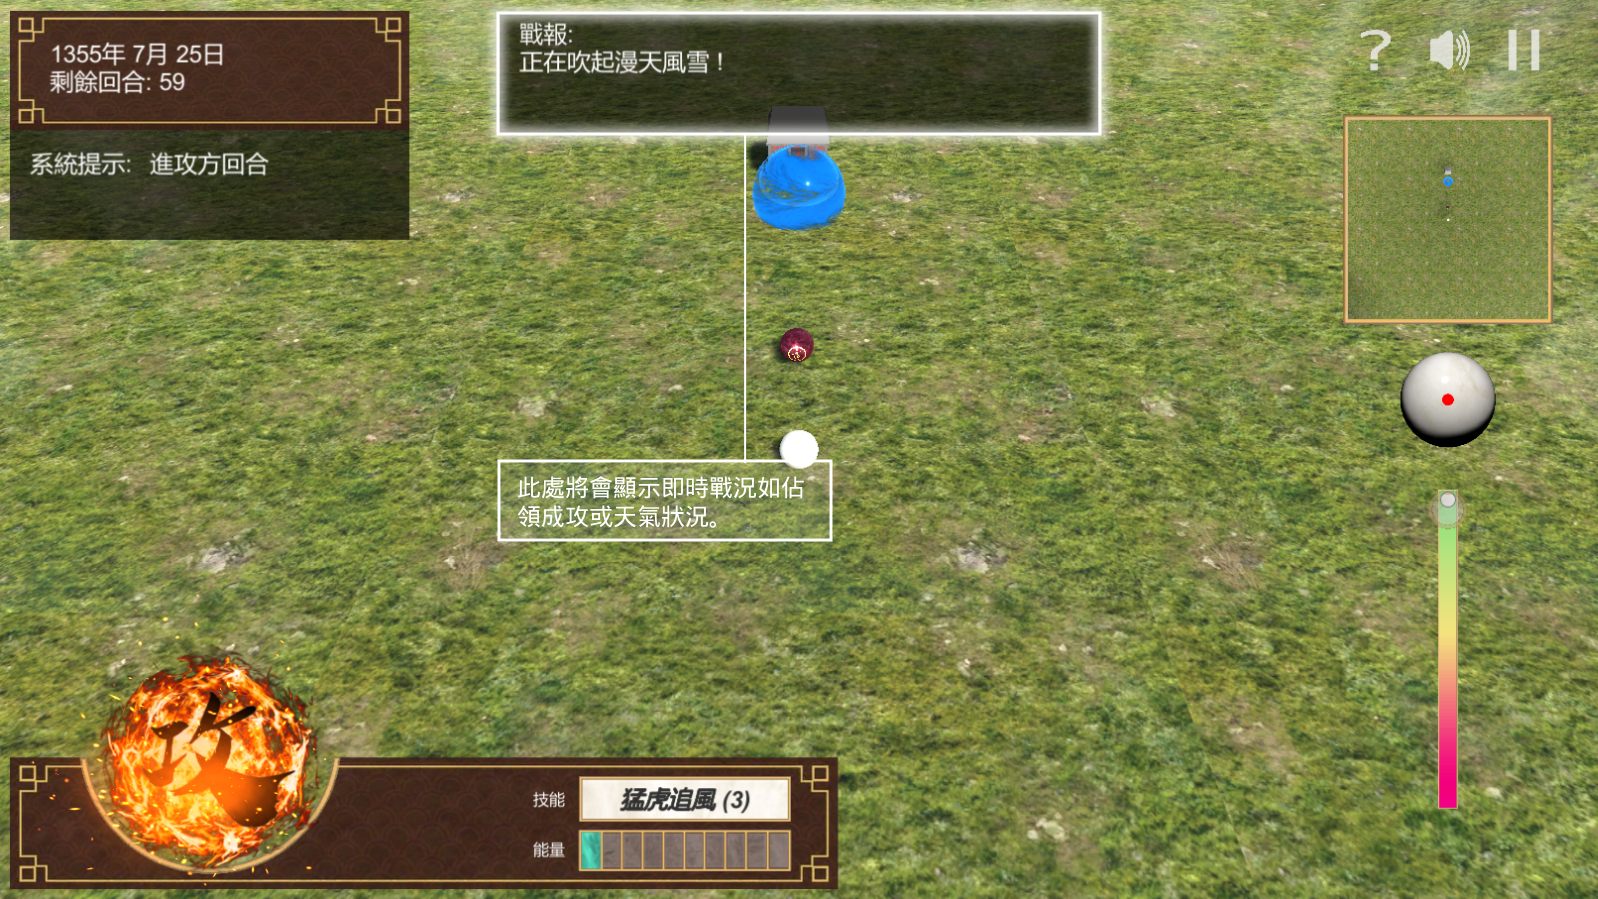 1355年 7月 25日
剩餘回合: 59
系統提示: 進攻方回合
戰報:
正在吹起漫天風雪！
?
此處將會顯示即時戰況如佔
領成攻或天氣狀況。
攻
技能
猛虎追風 (3)
能量